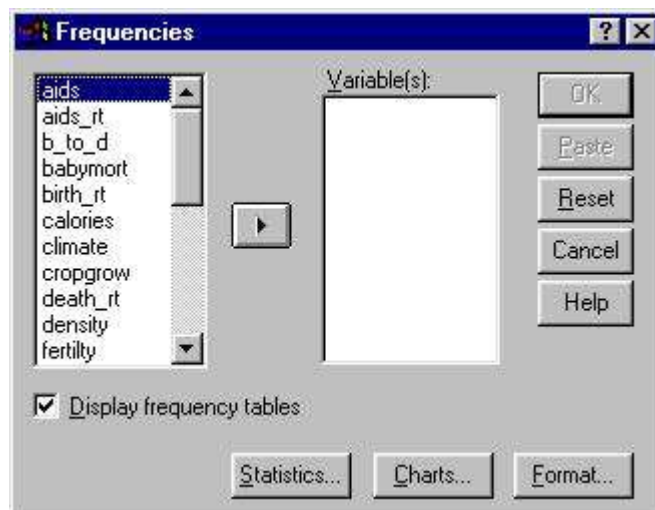 Frequencies
aids
aids_rt
b_to_d
babymort
birth_rt
calories
climate
cropgrow
death_rt
density
fertilty
Variable(s):
OK
Paste
Reset
Cancel
Help
Display frequency tables
Statistics...
Charts...
Format...